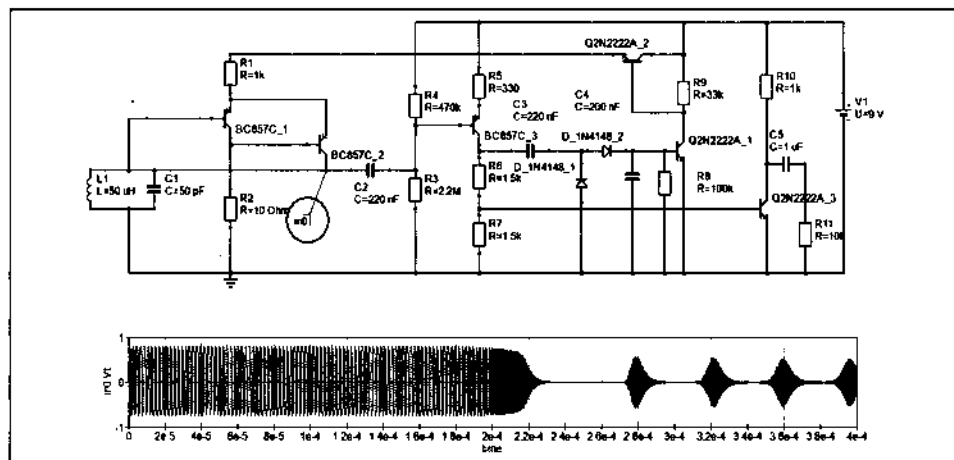 Q2N2222A_2
R1
R=1k
R4
R=470k
R5
R=330
C3
C=220 nF
C4
C=200 nF
R9
R=33k
R10
R=1k
V1
U=9 V
BC857C_1
BC857C_2
BC857C_3
D_1N4148_2
D_1N4148_1
Q2N2222A_1
C5
C=1 uF
L1
L=50 uH
C1
C=50 pF
C2
C=220 nF
R2
R=10 Ohm
R3
R=2.2M
R6
R=1.5k
R8
R=100k
Q2N2222A_3
R7
R=1.5k
R11
in0
1
0
-1
in0.Vt
0 2e-5 4e-5 6e-5 8e-5 1e-4 1.2e-4 1.4e-4 1.6e-4 1.8e-4 2e-4 2.2e-4 2.4e-4 2.6e-4 2.8e-4 3e-4 3.2e-4 3.4e-4 3.6e-4 3.8e-4 4e-4
time